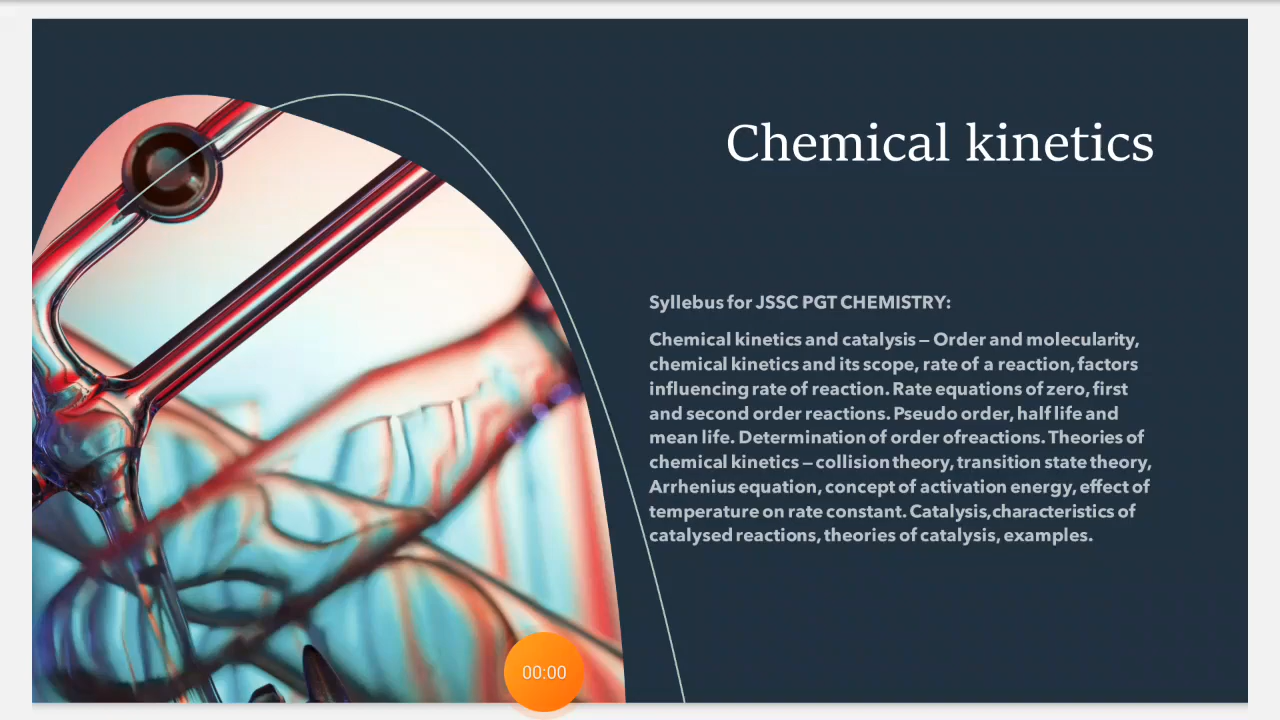 Chemical kinetics
Syllebus for JSSC PGT CHEMISTRY:
Chemical kinetics and catalysis – Order and molecularity,
chemical kinetics and its scope, rate of a reaction, factors
influencing rate of reaction. Rate equations of zero, first
and second order reactions. Pseudo order, half life and
mean life. Determination of order ofreactions. Theories of
chemical kinetics – collision theory, transition state theory,
Arrhenius equation, concept of activation energy, effect of
temperature on rate constant. Catalysis,characteristics of
catalysed reactions, theories of catalysis, examples.
00:00